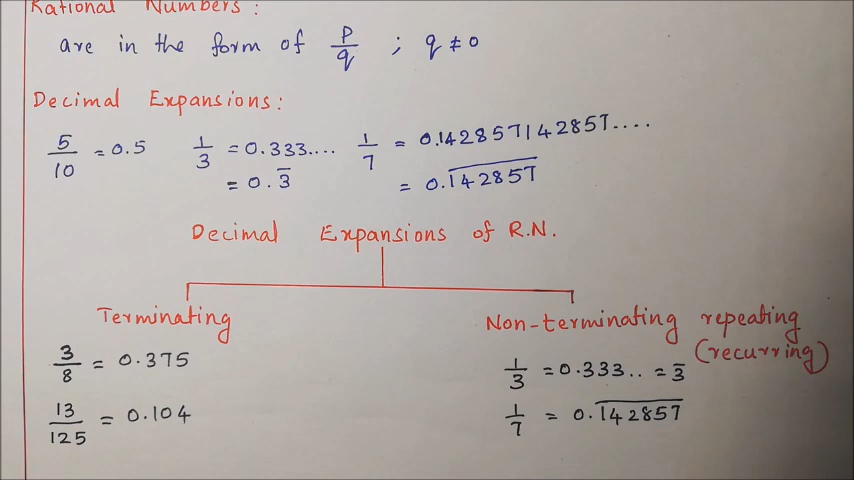 Rational Numbers:
are in the form of p/q ; q ≠ 0
Decimal Expansions:
5/10 = 0.5 1/3 = 0.333.... 1/7 = 0.142857142857....
= 0.3̅ = 0.1̅4̅2̅8̅5̅7̅
Decimal Expansions of R.N.
Terminating Non-terminating repeating
(recurring)
3/8 = 0.375 1/3 = 0.333.. = 3̅
13/125 = 0.104 1/7 = 0.1̅4̅2̅8̅5̅7̅